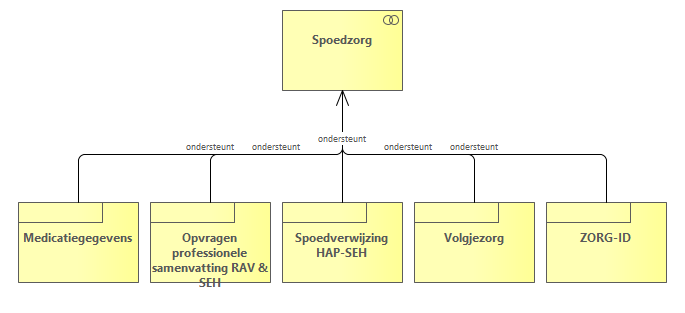 Spoedzorg
ondersteunt
ondersteunt ondersteunt ondersteunt ondersteunt
Medicatiegegevens
Opvragen
professionele
samenvatting RAV &
SEH
Spoedverwijzing
HAP-SEH
Volgjezorg
ZORG-ID